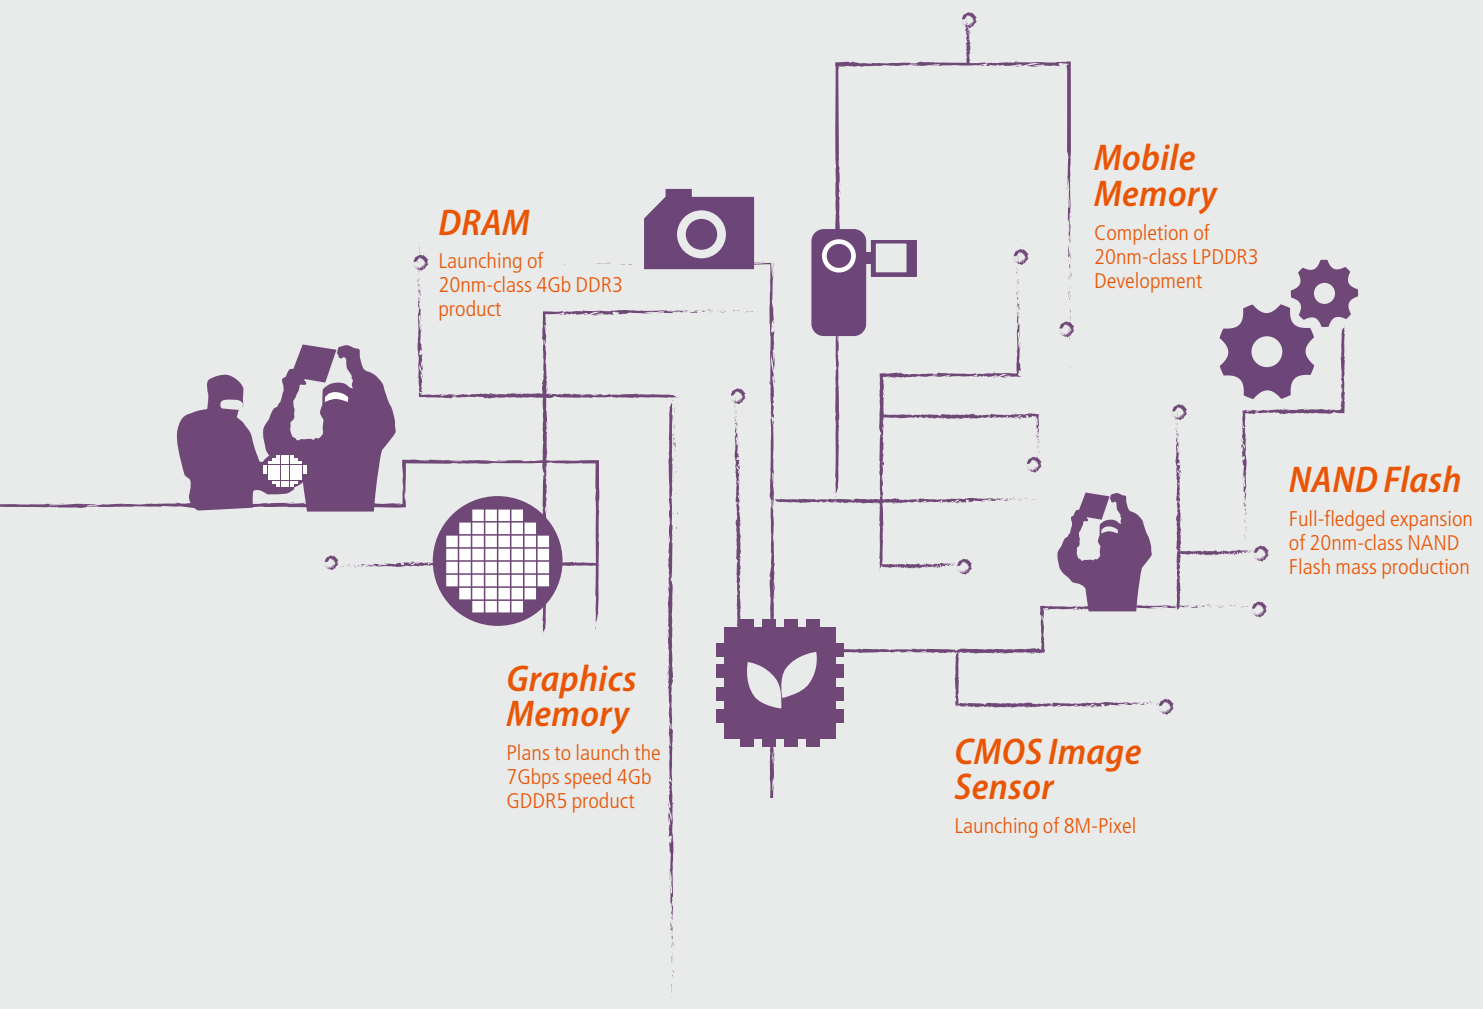 DRAM
Launching of
20nm-class 4Gb DDR3
product
Mobile
Memory
Completion of
20nm-class LPDDR3
Development
NAND Flash
Full-fledged expansion
of 20nm-class NAND
Flash mass production
Graphics
Memory
Plans to launch the
7Gbps speed 4Gb
GDDR5 product
CMOS Image
Sensor
Launching of 8M-Pixel